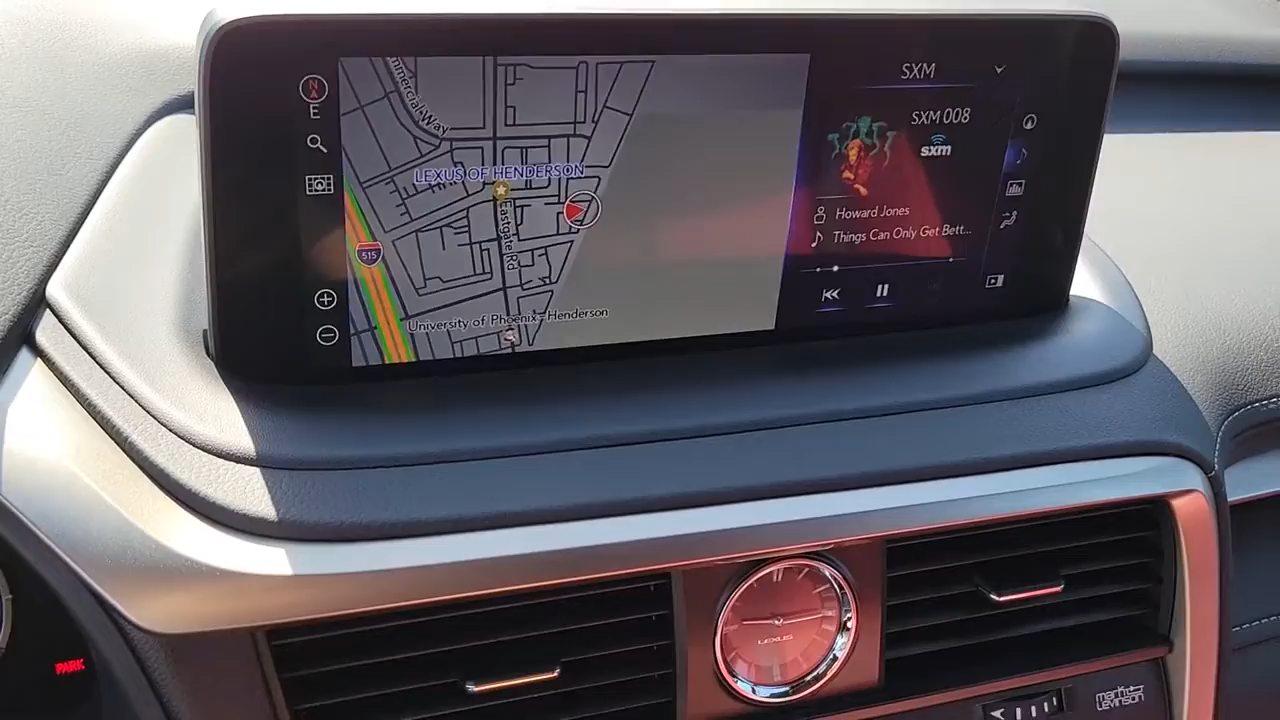 N
E
mmercial Way
LEXUS OF HENDERSON
Eastgate Rd
515
University of Phoenix - Henderson
SXM
SXM 008
sxm
Howard Jones
Things Can Only Get Bett...
LEXUS
PARK
mark levinson